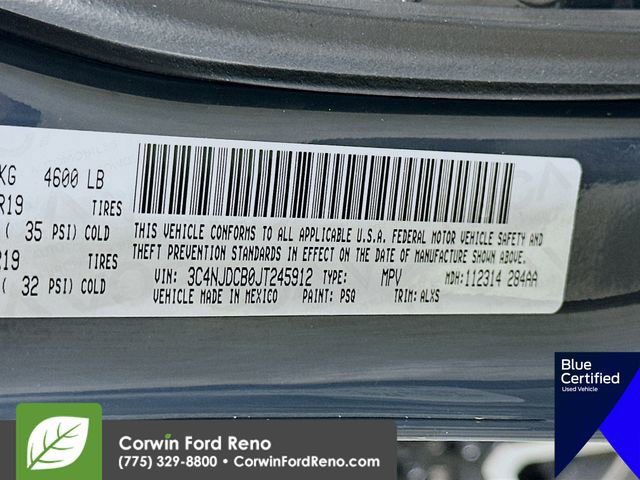 KG 4600 LB
R19 TIRES
( 35 PSI) COLD
R19 TIRES
( 32 PSI) COLD
THIS VEHICLE CONFORMS TO ALL APPLICABLE U.S.A. FEDERAL MOTOR VEHICLE SAFETY AND
THEFT PREVENTION STANDARDS IN EFFECT ON THE DATE OF MANUFACTURE SHOWN ABOVE.
VIN: 3C4NJDCB0JT245912 TYPE: MPV MDH: 112314 284AA
VEHICLE MADE IN MEXICO PAINT: PSQ TRIM: ALXS
Blue
Certified
Used Vehicle
Corwin Ford Reno
(775) 329-8800 • CorwinFordReno.com